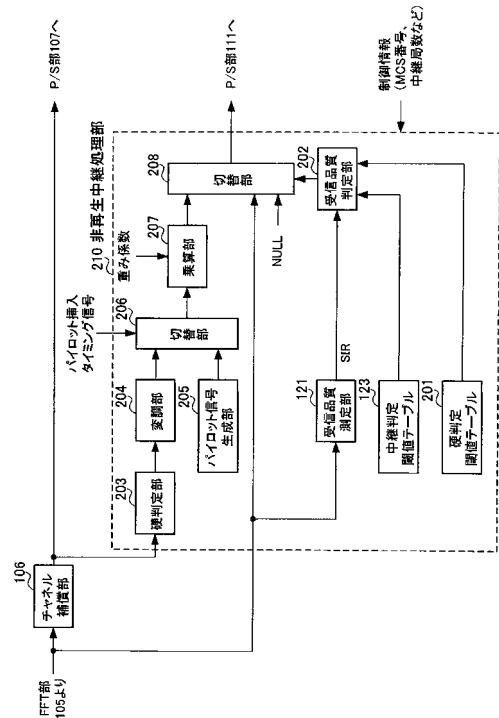 FFT部
105より
106
チャネル
補償部
P/S部107へ
210 非再生中継処理部
203
硬判定部
204
変調部
205
パイロット信号
生成部
パイロット挿入
タイミング信号
206
切替部
重み係数
207
乗算部
208
切替部
P/S部111へ
NULL
121
受信品質
測定部
SIR
202
受信品質
判定部
123
中継判定
閾値テーブル
201
硬判定
閾値テーブル
制御情報
(MCS番号、
中継局数など)